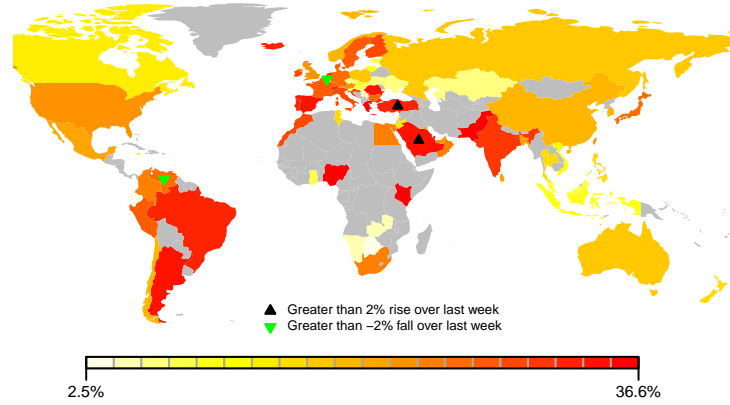 Greater than 2% rise over last week
Greater than −2% fall over last week
2.5%
36.6%